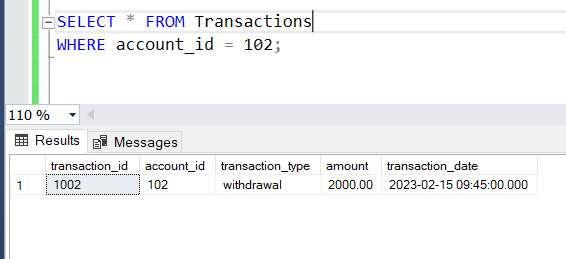 SELECT * FROM Transactions
WHERE account_id = 102;
110 %
Results Messages
transaction_id account_id transaction_type amount transaction_date
1 1002 102 withdrawal 2000.00 2023-02-15 09:45:00.000